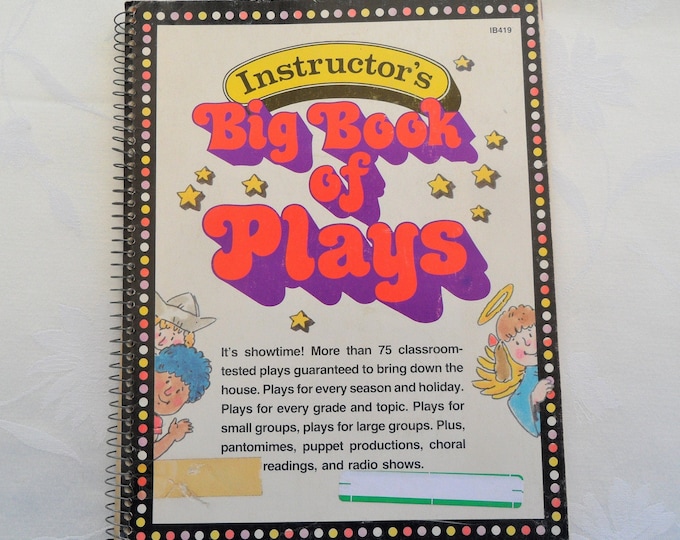 IB419
Instructor's
Big Book
of
Plays
It's showtime! More than 75 classroom-
tested plays guaranteed to bring down the
house. Plays for every season and holiday.
Plays for every grade and topic. Plays for
small groups, plays for large groups. Plus,
pantomimes, puppet productions, choral
readings, and radio shows.